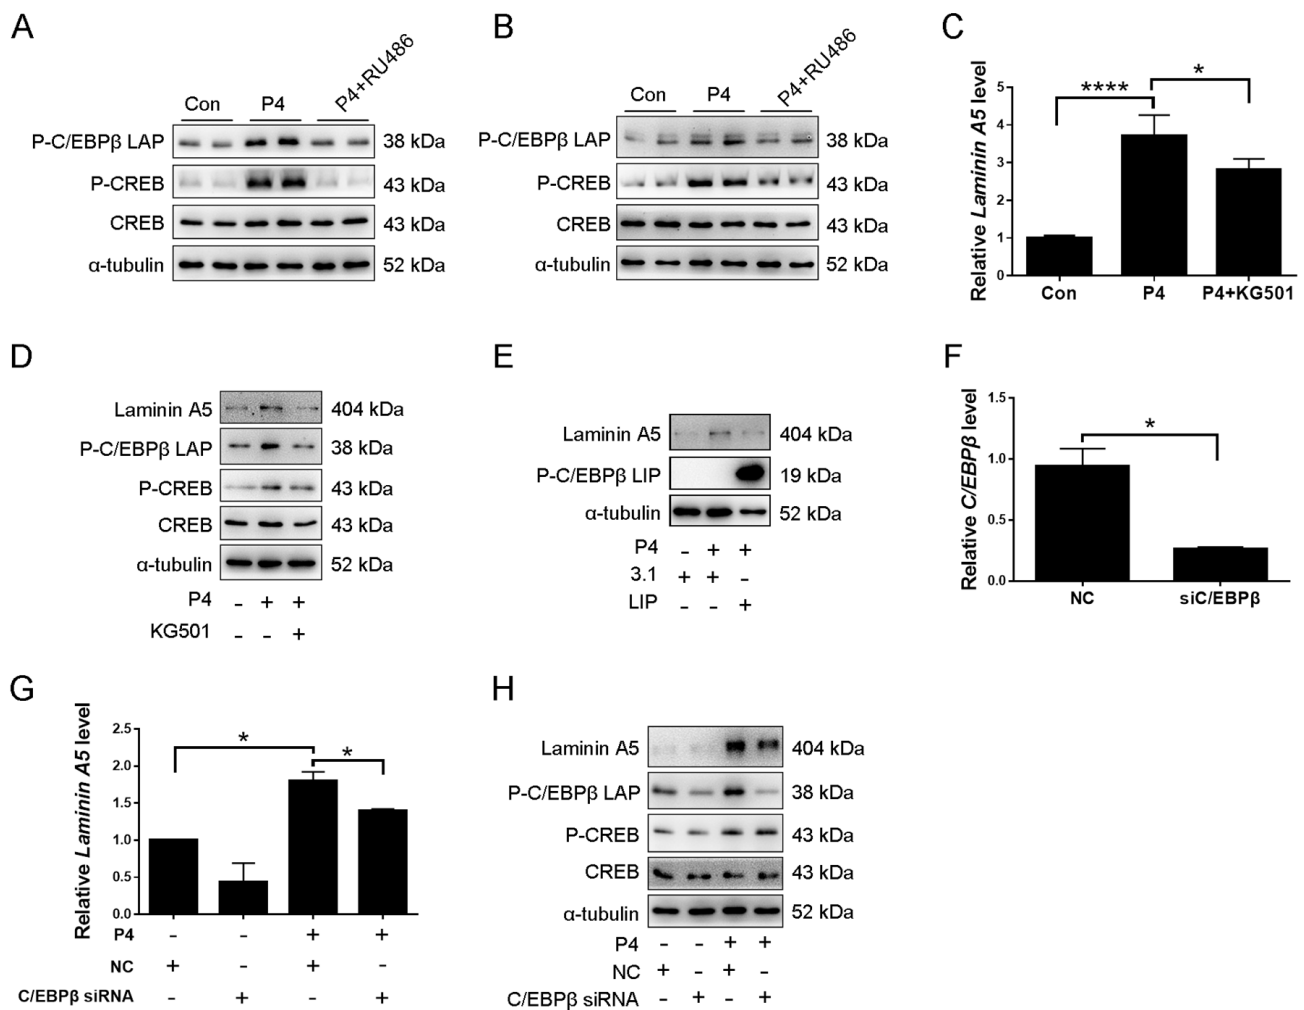 A
Con P4 P4+RU486
P-C/EBPβ LAP 38 kDa
P-CREB 43 kDa
CREB 43 kDa
α-tubulin 52 kDa
B
Con P4 P4+RU486
P-C/EBPβ LAP 38 kDa
P-CREB 43 kDa
CREB 43 kDa
α-tubulin 52 kDa
C
Relative Laminin A5 level
5
4
3
2
1
0
**** *
Con P4 P4+KG501
D
Laminin A5 404 kDa
P-C/EBPβ LAP 38 kDa
P-CREB 43 kDa
CREB 43 kDa
α-tubulin 52 kDa
P4 - + +
KG501 - - +
E
Laminin A5 404 kDa
P-C/EBPβ LIP 19 kDa
α-tubulin 52 kDa
P4 - + +
3.1 + + -
LIP - - +
F
Relative C/EBPβ level
1.5
1.0
0.5
0.0
*
NC siC/EBPβ
G
Relative Laminin A5 level
2.5
2.0
1.5
1.0
0.5
0.0
* *
P4 - - + +
NC + - + -
C/EBPβ siRNA - + - +
H
Laminin A5 404 kDa
P-C/EBPβ LAP 38 kDa
P-CREB 43 kDa
CREB 43 kDa
α-tubulin 52 kDa
P4 - - + +
NC + - + -
C/EBPβ siRNA - + - +